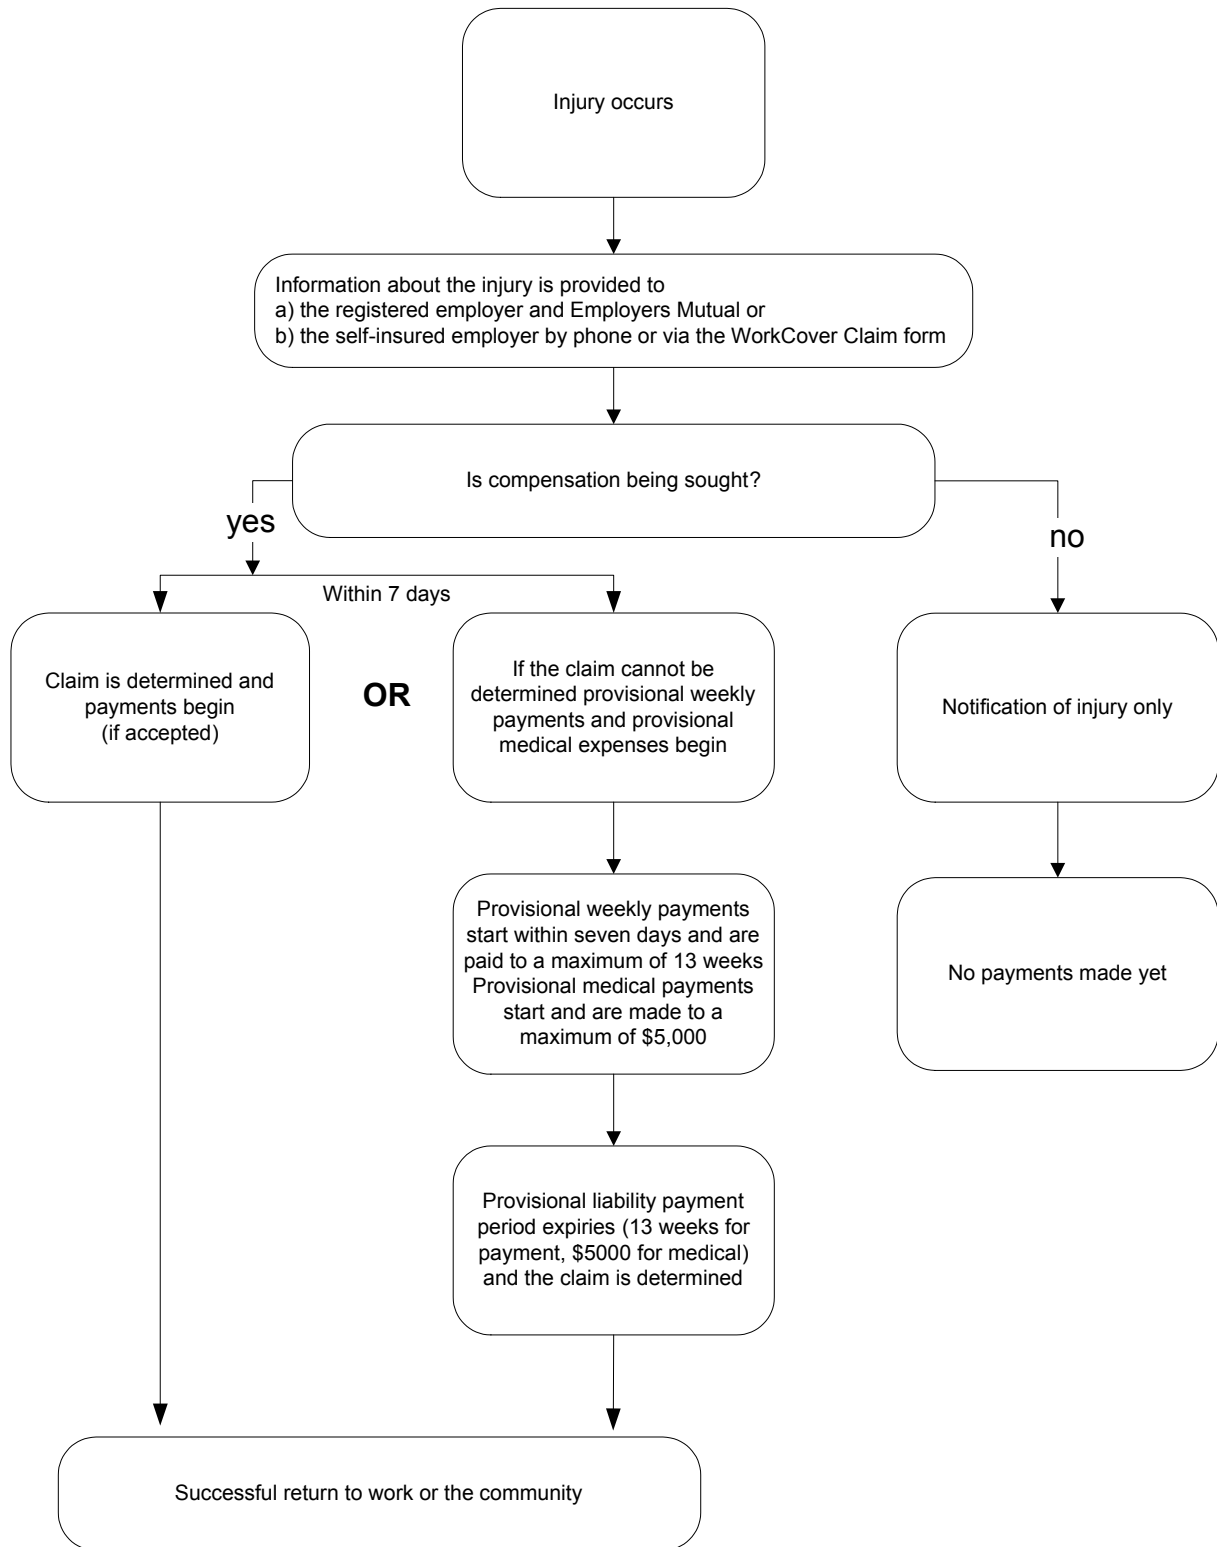 Injury occurs
Information about the injury is provided to
a) the registered employer and Employers Mutual or
b) the self-insured employer by phone or via the WorkCover Claim form
Is compensation being sought?
yes
no
Within 7 days
Claim is determined and
payments begin
(if accepted)
OR
If the claim cannot be
determined provisional weekly
payments and provisional
medical expenses begin
Notification of injury only
Provisional weekly payments
start within seven days and are
paid to a maximum of 13 weeks
Provisional medical payments
start and are made to a
maximum of $5,000
No payments made yet
Provisional liability payment
period expiries (13 weeks for
payment, $5000 for medical)
and the claim is determined
Successful return to work or the community